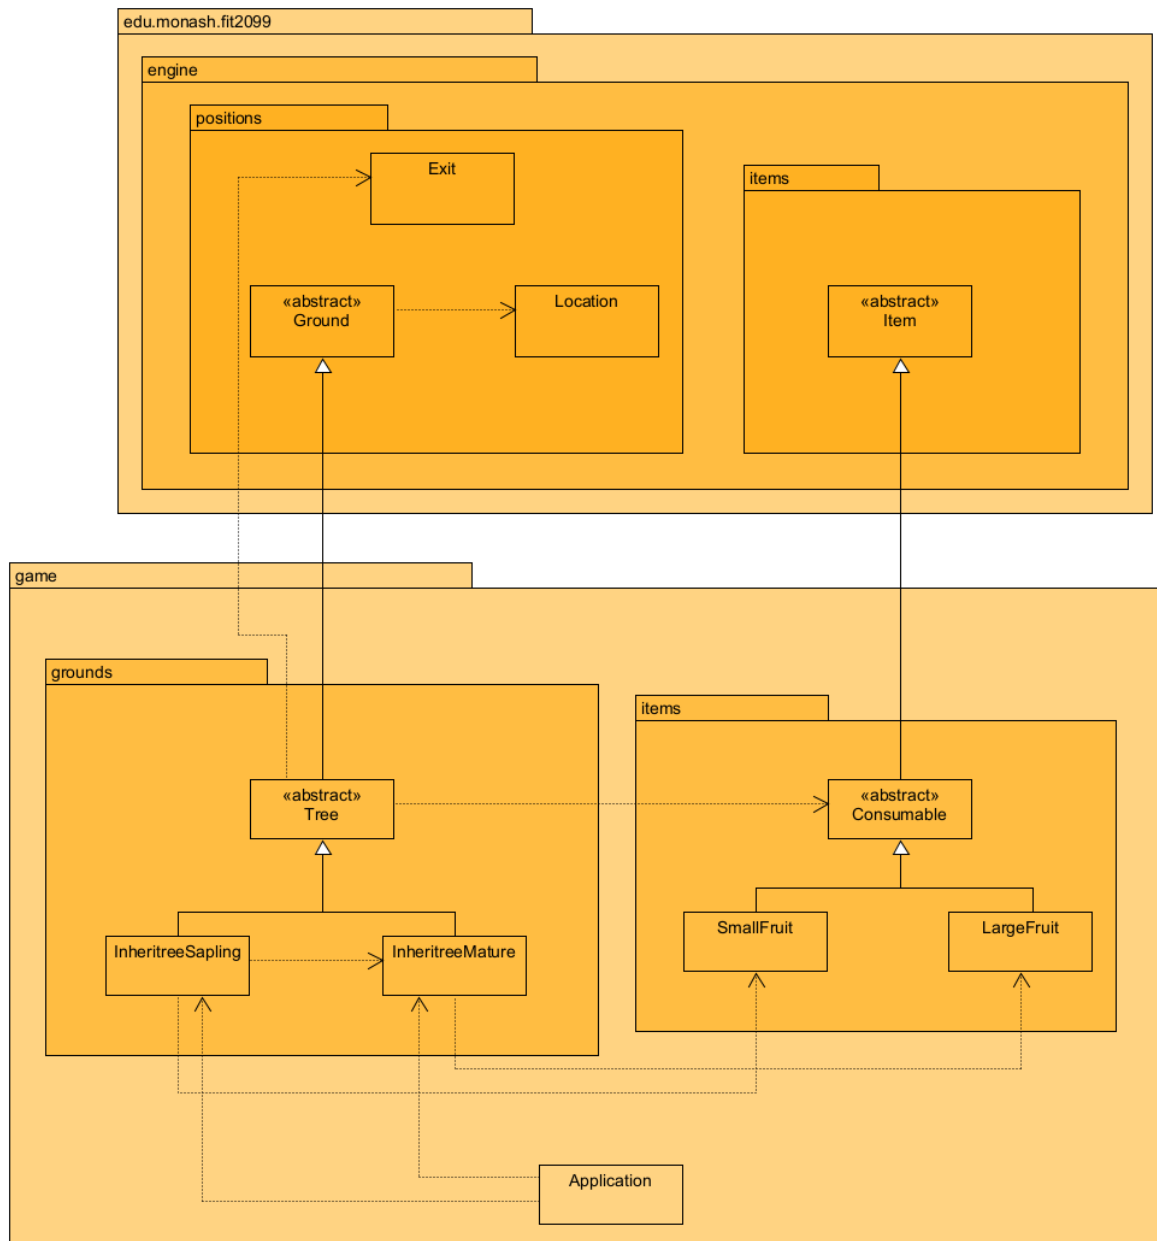 edu.monash.fit2099
engine
positions
Exit
items
«abstract»
Ground
Location
«abstract»
Item
game
grounds
items
«abstract»
Tree
«abstract»
Consumable
SmallFruit
LargeFruit
InheritreeSapling
InheritreeMature
Application